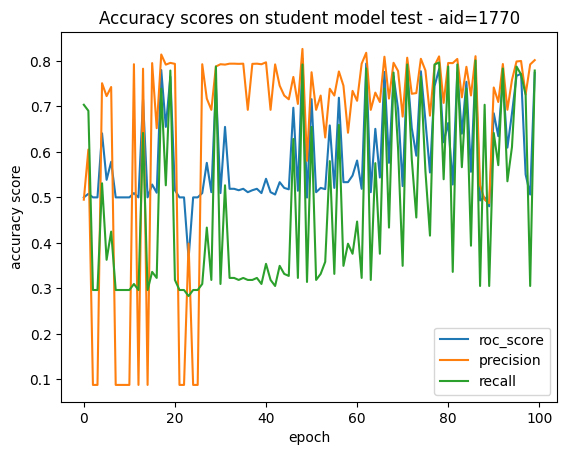 Accuracy scores on student model test - aid=1770
accuracy score
0.8
0.7
0.6
0.5
0.4
0.3
0.2
0.1
0 20 40 60 80 100
epoch
roc_score
precision
recall